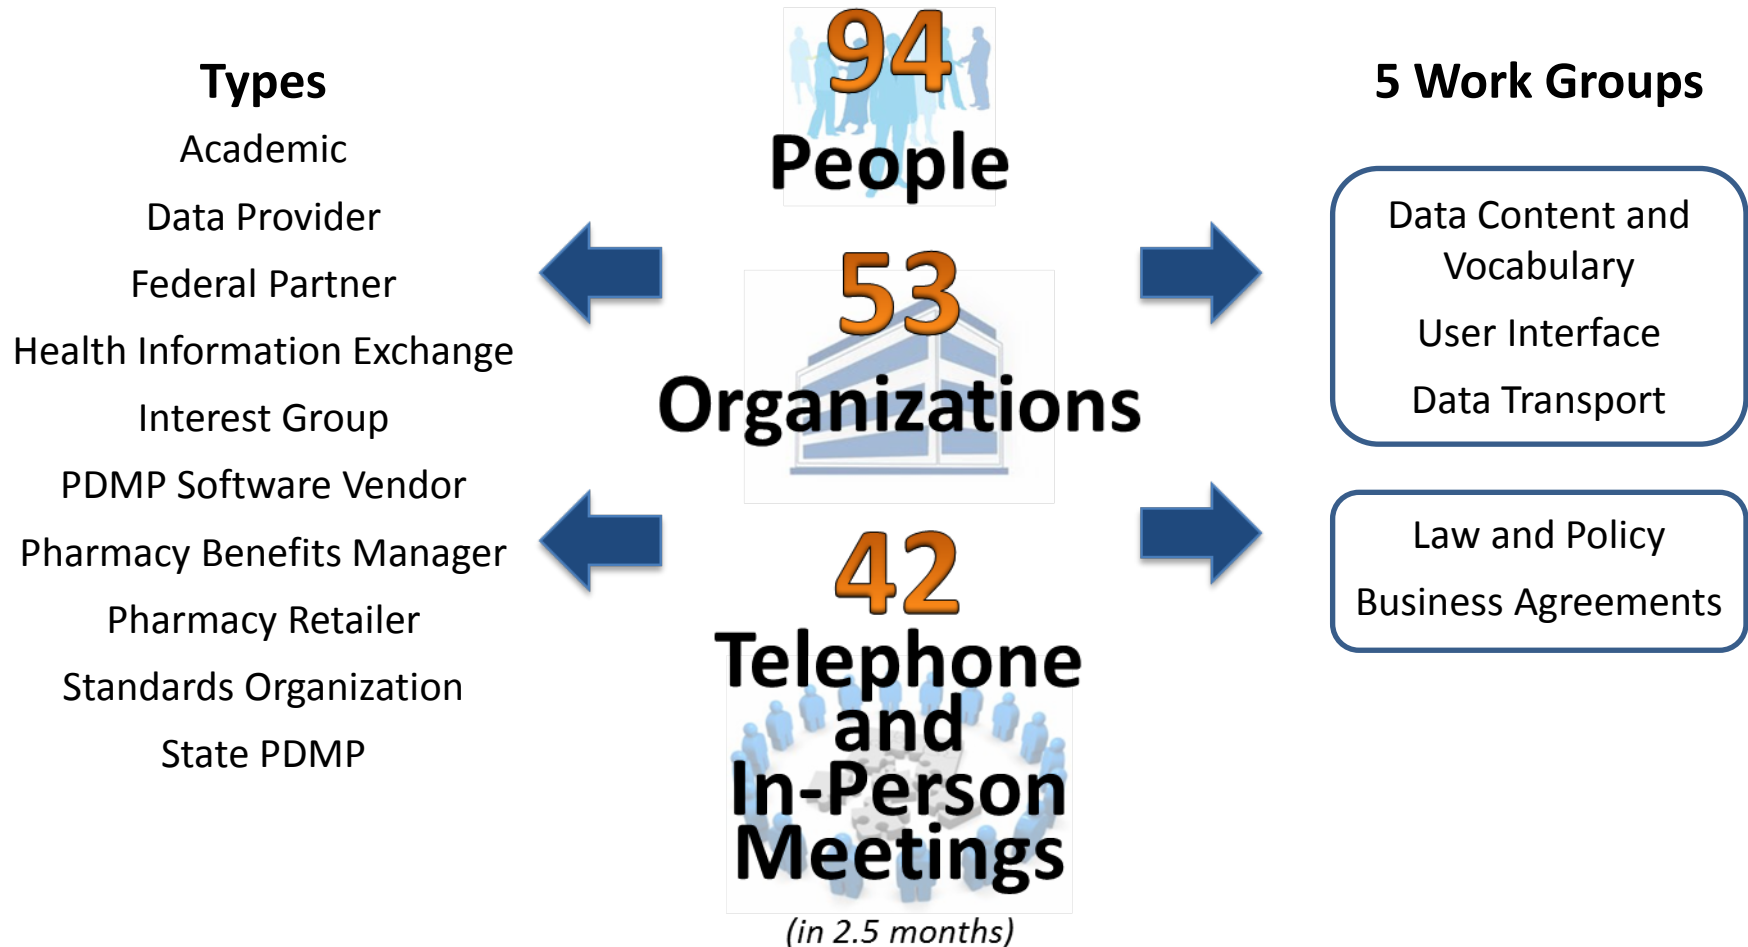 Types
Academic
Data Provider
Federal Partner
Health Information Exchange
Interest Group
PDMP Software Vendor
Pharmacy Benefits Manager
Pharmacy Retailer
Standards Organization
State PDMP
94
People
53
Organizations
42
Telephone
and
In-Person
Meetings
(in 2.5 months)
5 Work Groups
Data Content and
Vocabulary
User Interface
Data Transport
Law and Policy
Business Agreements